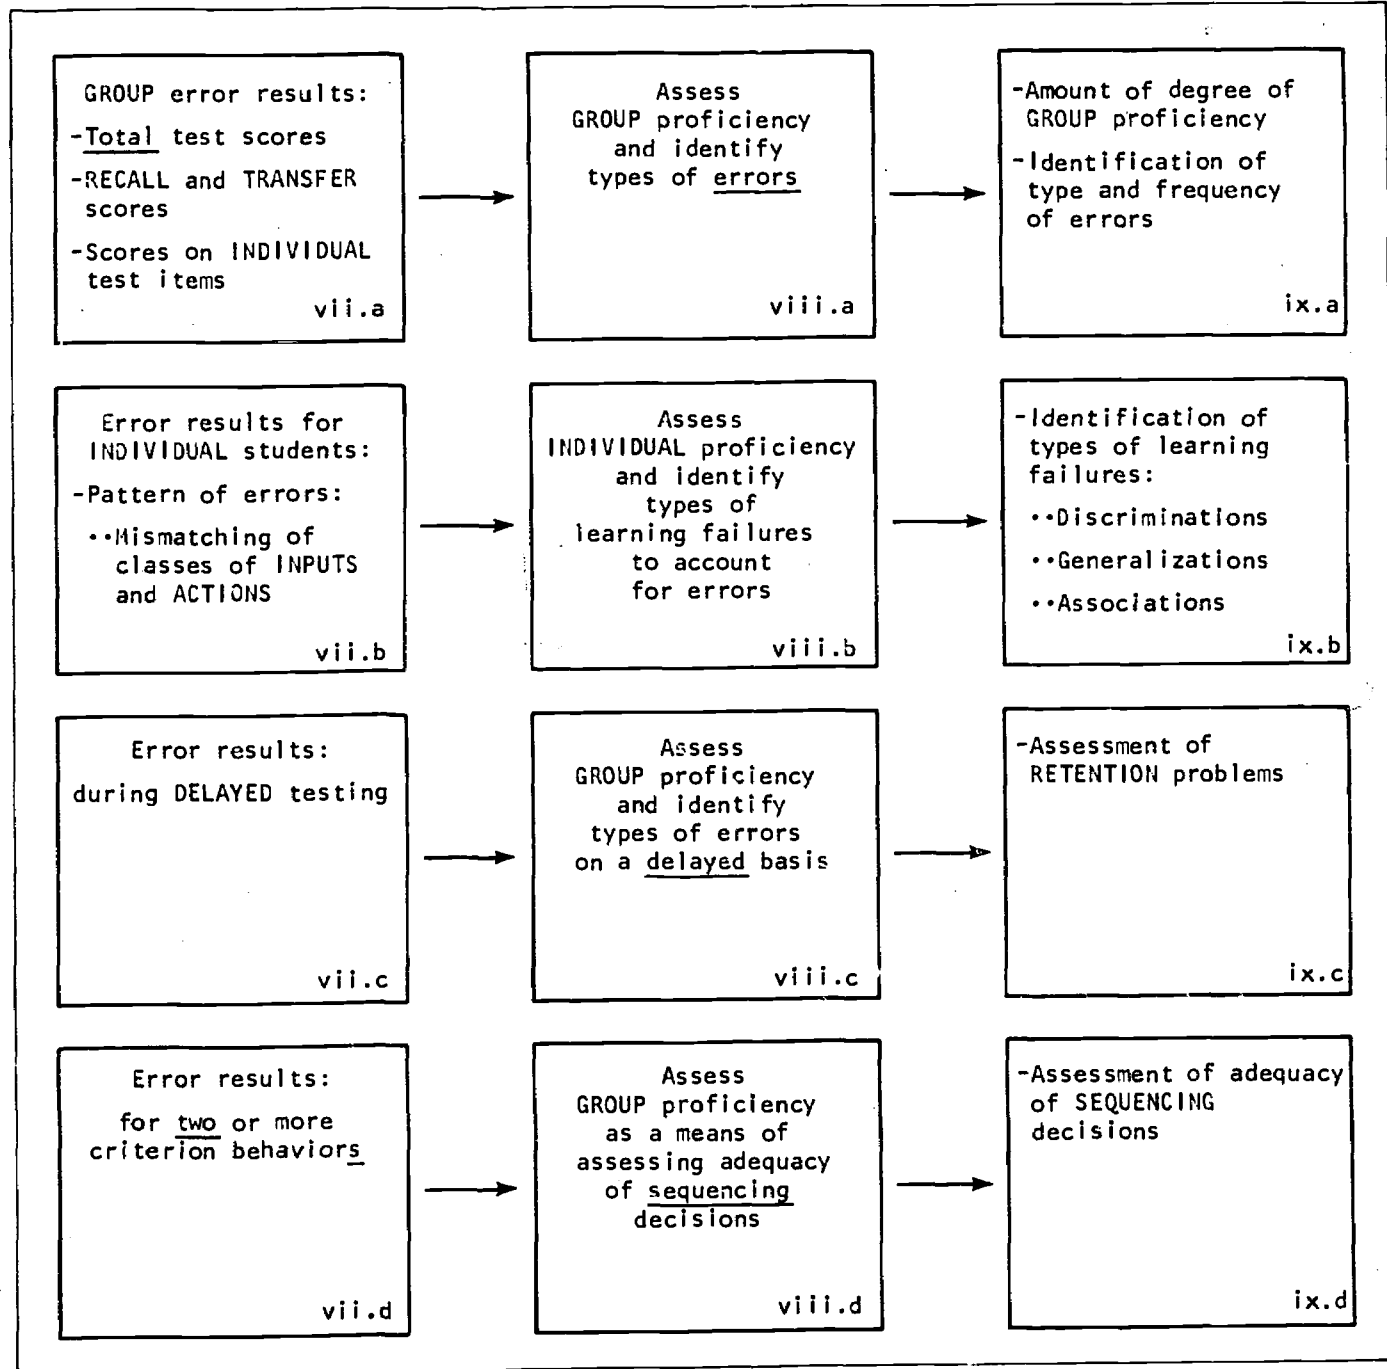 GROUP error results:
-Total test scores
-RECALL and TRANSFER
scores
-Scores on INDIVIDUAL
test items
vii.a
Assess
GROUP proficiency
and identify
types of errors
viii.a
-Amount of degree of
GROUP proficiency
-Identification of
type and frequency
of errors
ix.a
Error results for
INDIVIDUAL students:
-Pattern of errors:
••Mismatching of
classes of INPUTS
and ACTIONS
vii.b
Assess
INDIVIDUAL proficiency
and identify
types of
learning failures
to account
for errors
viii.b
-Identification of
types of learning
failures:
••Discriminations
••Generalizations
••Associations
ix.b
Error results:
during DELAYED testing
vii.c
Assess
GROUP proficiency
and identify
types of errors
on a delayed basis
viii.c
-Assessment of
RETENTION problems
ix.c
Error results:
for two or more
criterion behaviors
vii.d
Assess
GROUP proficiency
as a means of
assessing adequacy
of sequencing
decisions
viii.d
-Assessment of adequacy
of SEQUENCING
decisions
ix.d